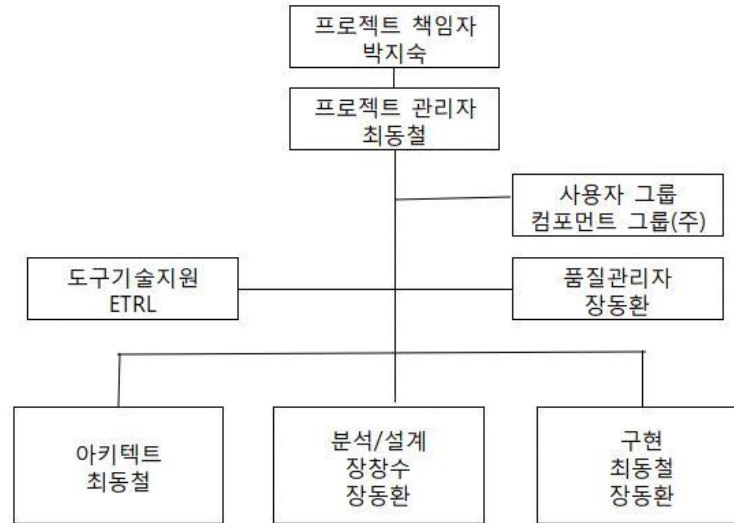 프로젝트 책임자
박지숙
프로젝트 관리자
최동철
사용자 그룹
컴포먼트 그룹(주)
도구기술지원
ETRL
품질관리자
장동환
아키텍트
최동철
분석/설계
장창수
장동환
구현
최동철
장동환